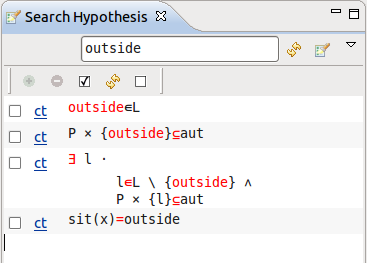 Search Hypothesis
outside
ct outside∈L
ct P × {outside}⊆aut
ct ∃ l ·
l∈L \ {outside} ∧
P × {l}⊆aut
ct sit(x)=outside